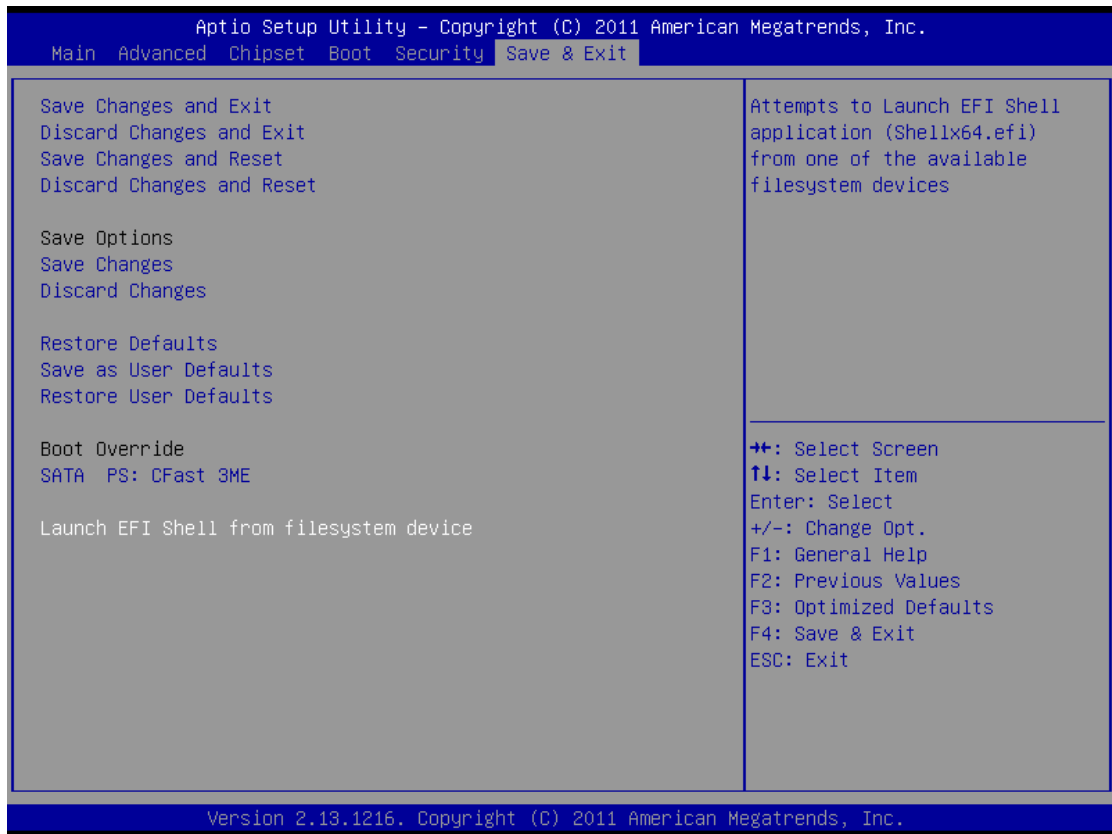 Aptio Setup Utility – Copyright (C) 2011 American Megatrends, Inc.
Main Advanced Chipset Boot Security Save & Exit
Save Changes and Exit
Discard Changes and Exit
Save Changes and Reset
Discard Changes and Reset
Save Options
Save Changes
Discard Changes
Restore Defaults
Save as User Defaults
Restore User Defaults
Boot Override
SATA PS: CFast 3ME
Launch EFI Shell from filesystem device
Attempts to Launch EFI Shell
application (Shellx64.efi)
from one of the available
filesystem devices
→←: Select Screen
↑↓: Select Item
Enter: Select
+/-: Change Opt.
F1: General Help
F2: Previous Values
F3: Optimized Defaults
F4: Save & Exit
ESC: Exit
Version 2.13.1216. Copyright (C) 2011 American Megatrends, Inc.